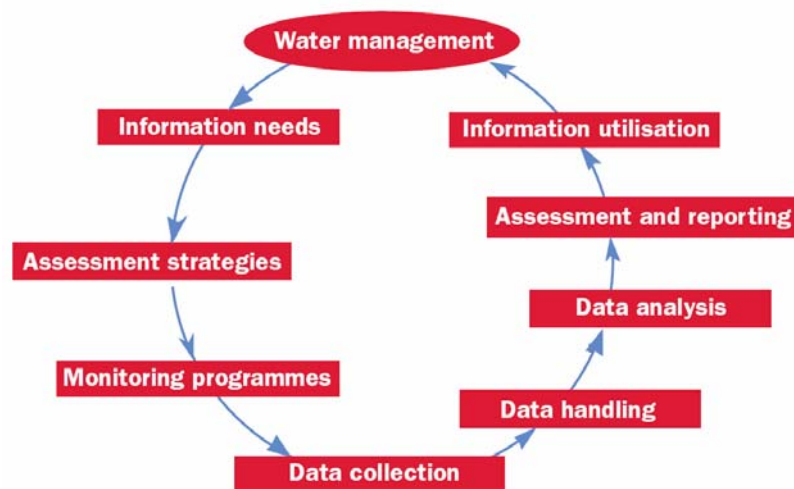 Water management
Information needs
Assessment strategies
Monitoring programmes
Data collection
Data handling
Data analysis
Assessment and reporting
Information utilisation